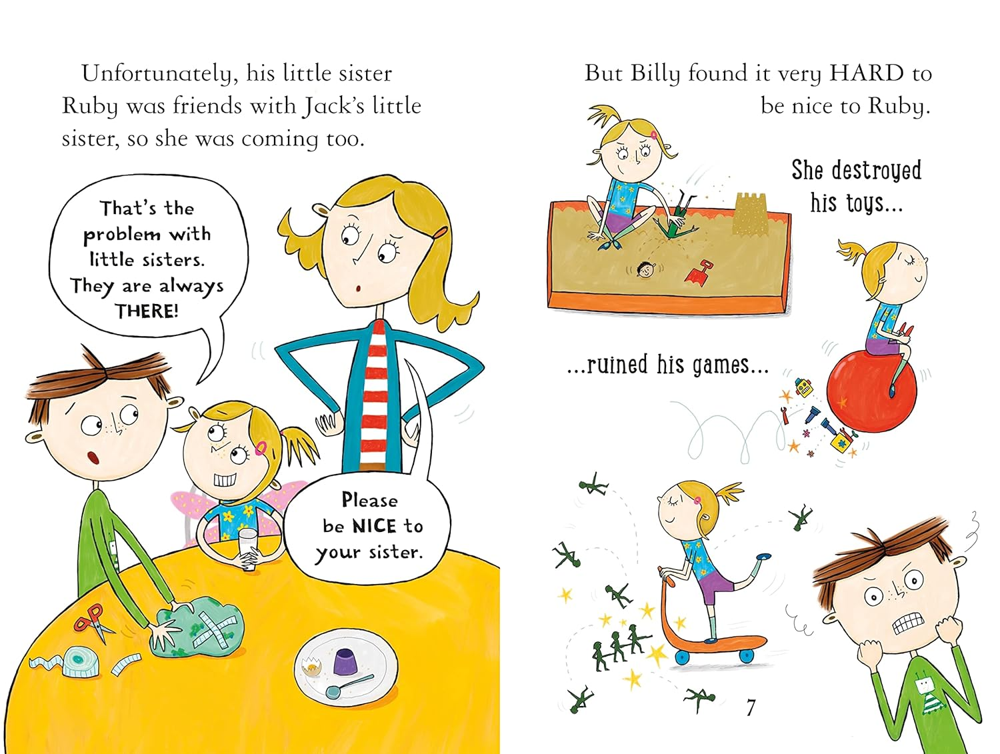 Unfortunately, his little sister
Ruby was friends with Jack's little
sister, so she was coming too.
That's the
problem with
little sisters.
They are always
THERE!
Please
be NICE to
your sister.
But Billy found it very HARD to
be nice to Ruby.
She destroyed
his toys...
...ruined his games...
7